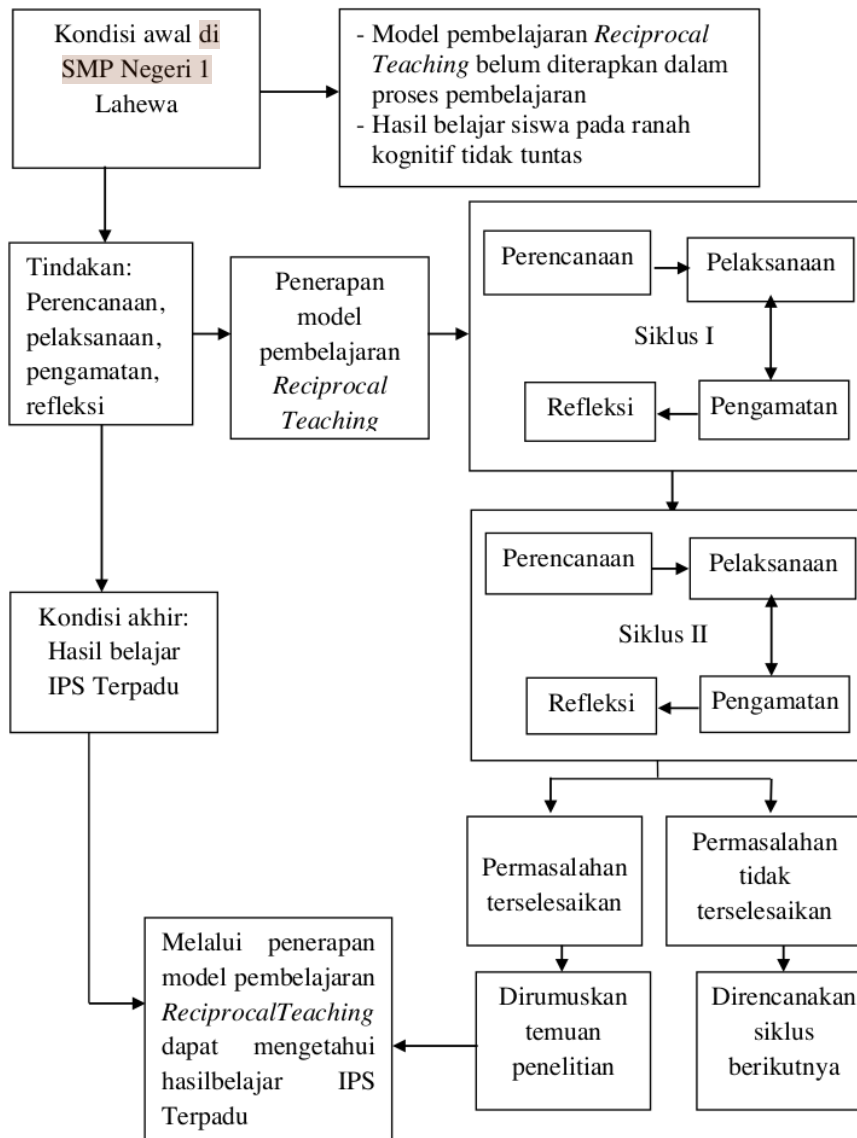 Kondisi awal di
SMP Negeri 1
Lahewa
- Model pembelajaran Reciprocal
Teaching belum diterapkan dalam
proses pembelajaran
- Hasil belajar siswa pada ranah
kognitif tidak tuntas
Tindakan:
Perencanaan,
pelaksanaan,
pengamatan,
refleksi
Penerapan
model
pembelajaran
Reciprocal
Teaching
Perencanaan
Pelaksanaan
Siklus I
Refleksi
Pengamatan
Perencanaan
Pelaksanaan
Siklus II
Refleksi
Pengamatan
Kondisi akhir:
Hasil belajar
IPS Terpadu
Permasalahan
terselesaikan
Permasalahan
tidak
terselesaikan
Melalui penerapan
model pembelajaran
ReciprocalTeaching
dapat mengetahui
hasilbelajar IPS
Terpadu
Dirumuskan
temuan
penelitian
Direncanakan
siklus
berikutnya